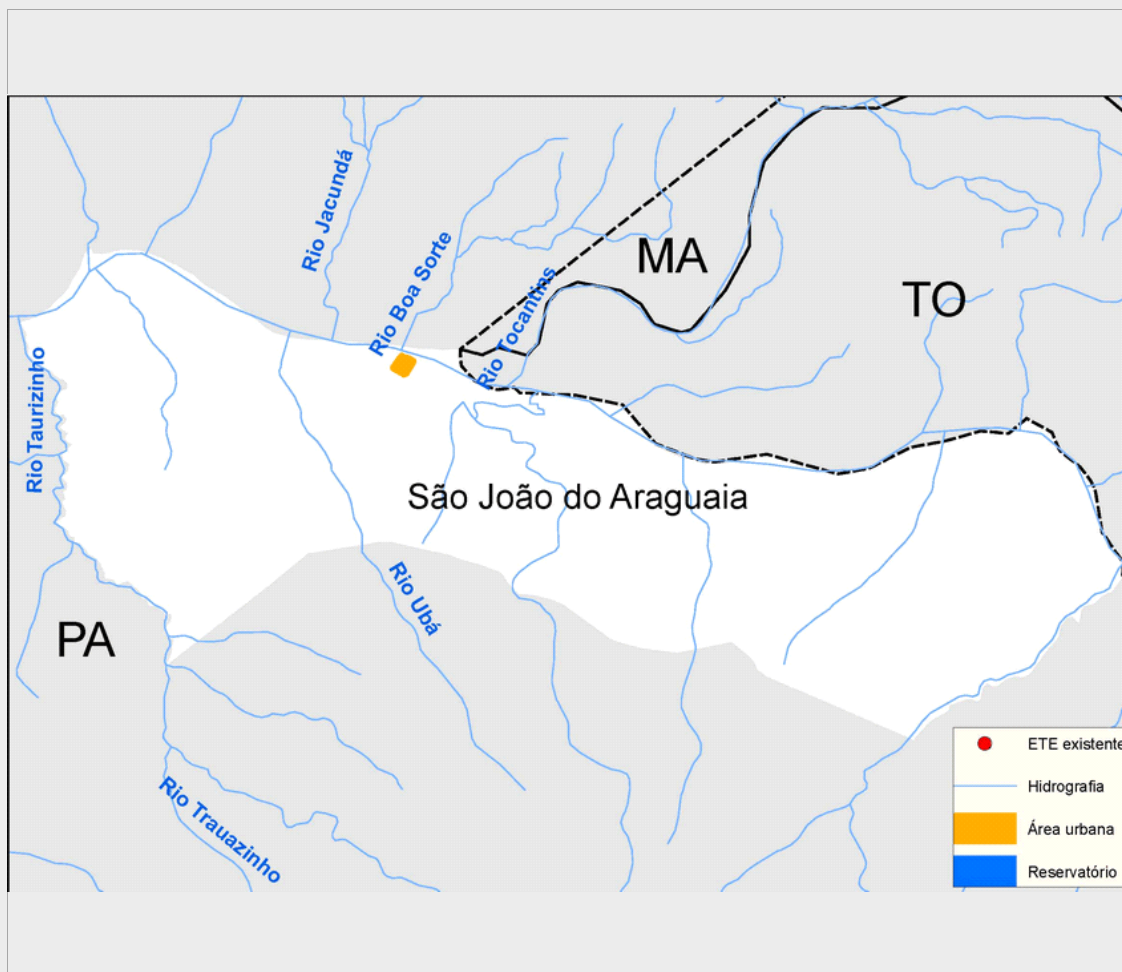 MA
TO
Rio Jacundá
Rio Boa Sorte
Rio Tocantins
Rio Taurizinho
São João do Araguaia
Rio Ubá
PA
Rio Trauazinho
ETE existente
Hidrografia
Área urbana
Reservatório